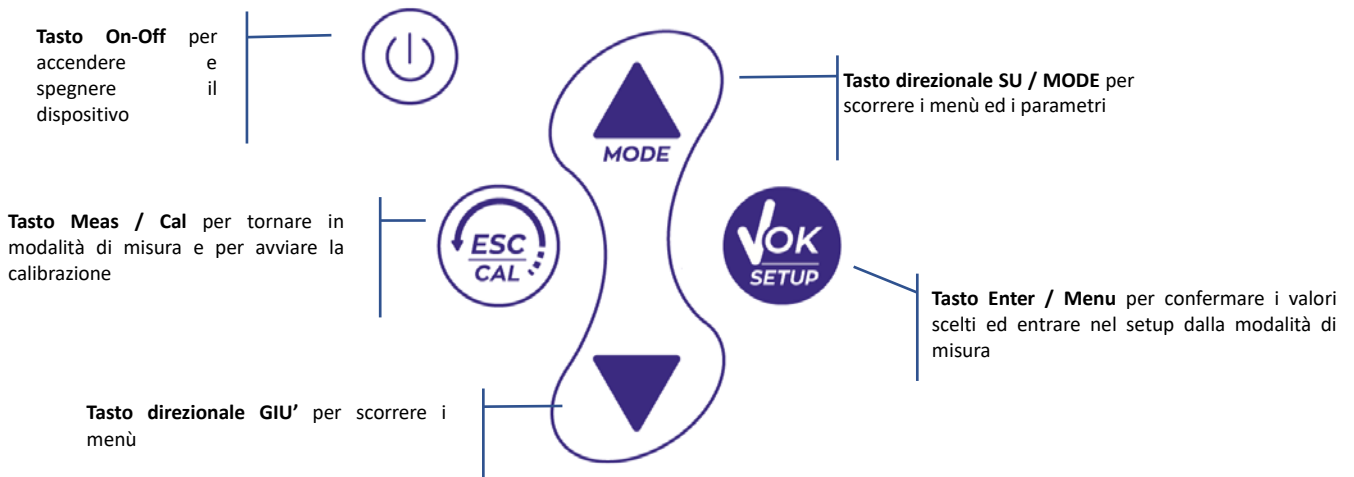 Tasto On-Off per
accendere e
spegnere il
dispositivo
Tasto direzionale SU / MODE per
scorrere i menù ed i parametri
MODE
Tasto Meas / Cal per tornare in
modalità di misura e per avviare la
calibrazione
ESC
CAL
OK
SETUP
Tasto Enter / Menu per confermare i valori
scelti ed entrare nel setup dalla modalità di
misura
Tasto direzionale GIU’ per scorrere i
menù